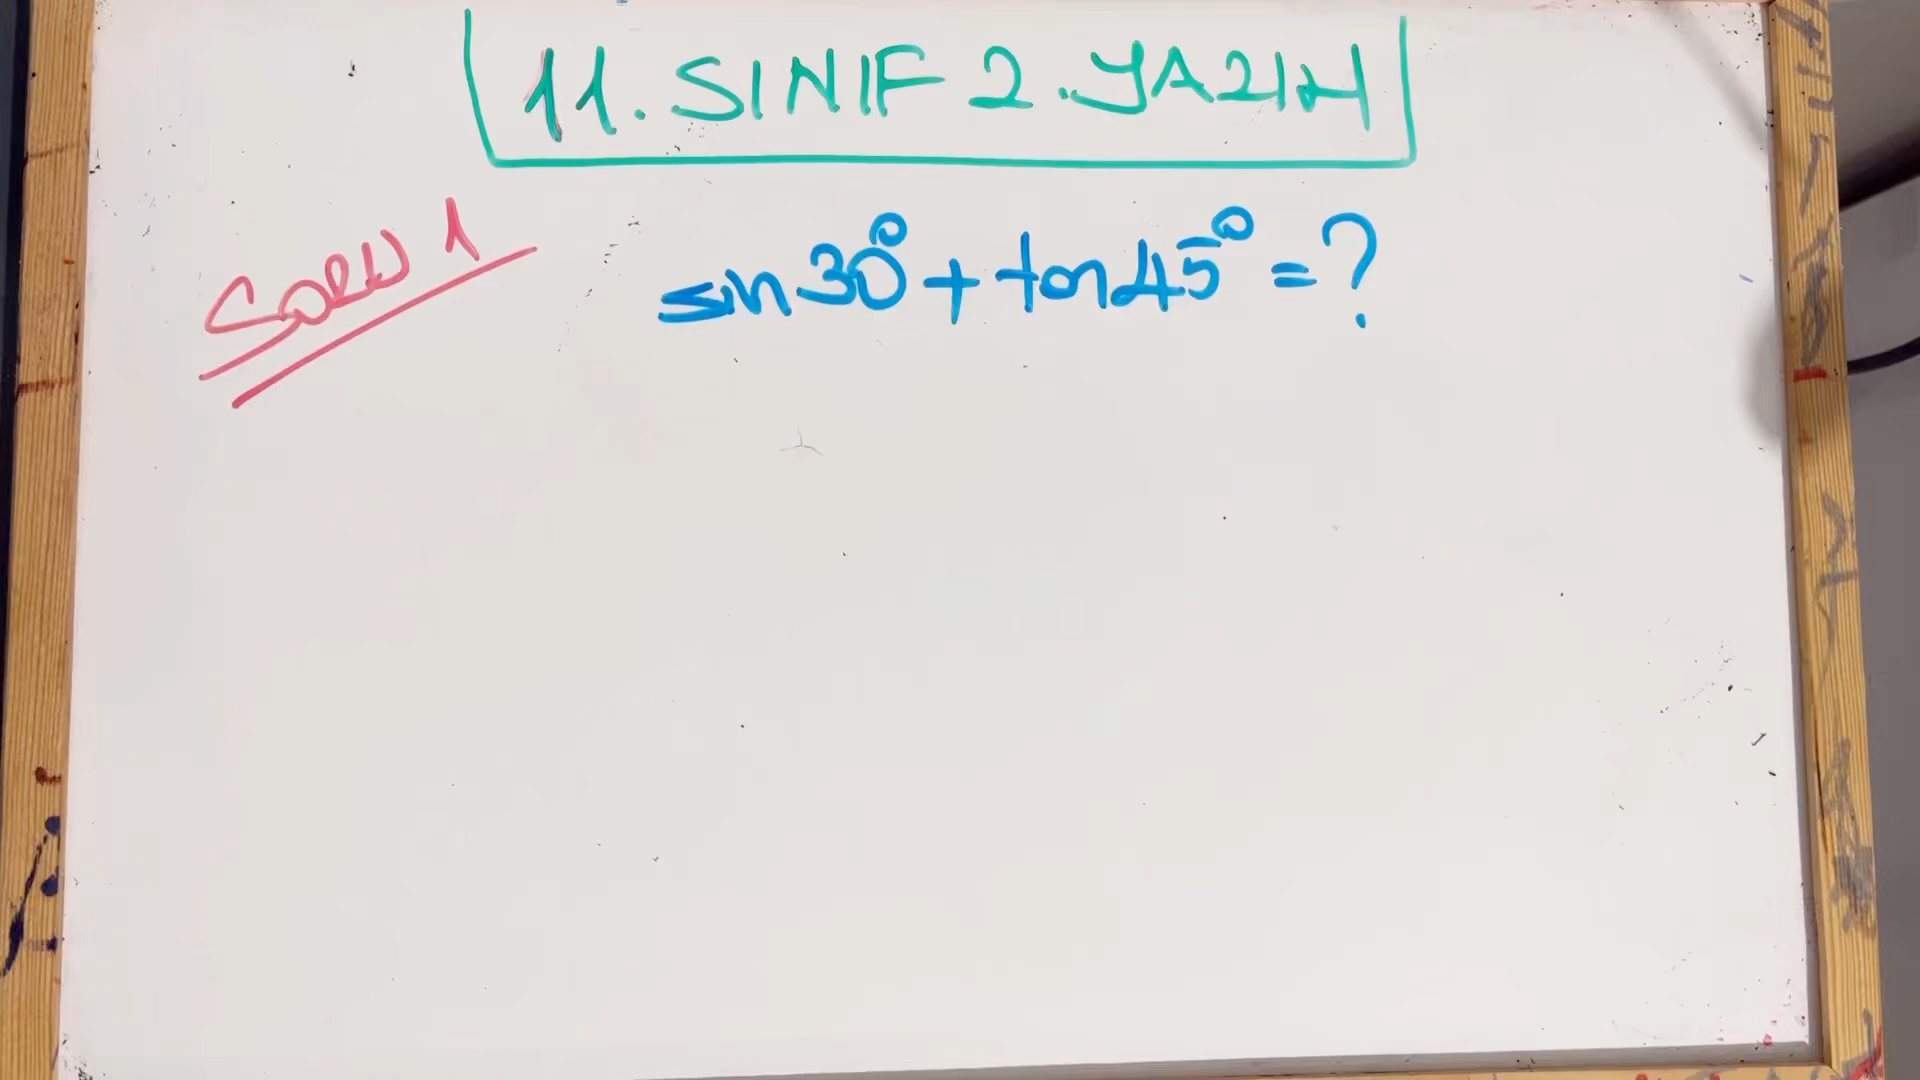 11. SINIF 2. YAZILI
SORU 1
sin30° + tan45° = ?